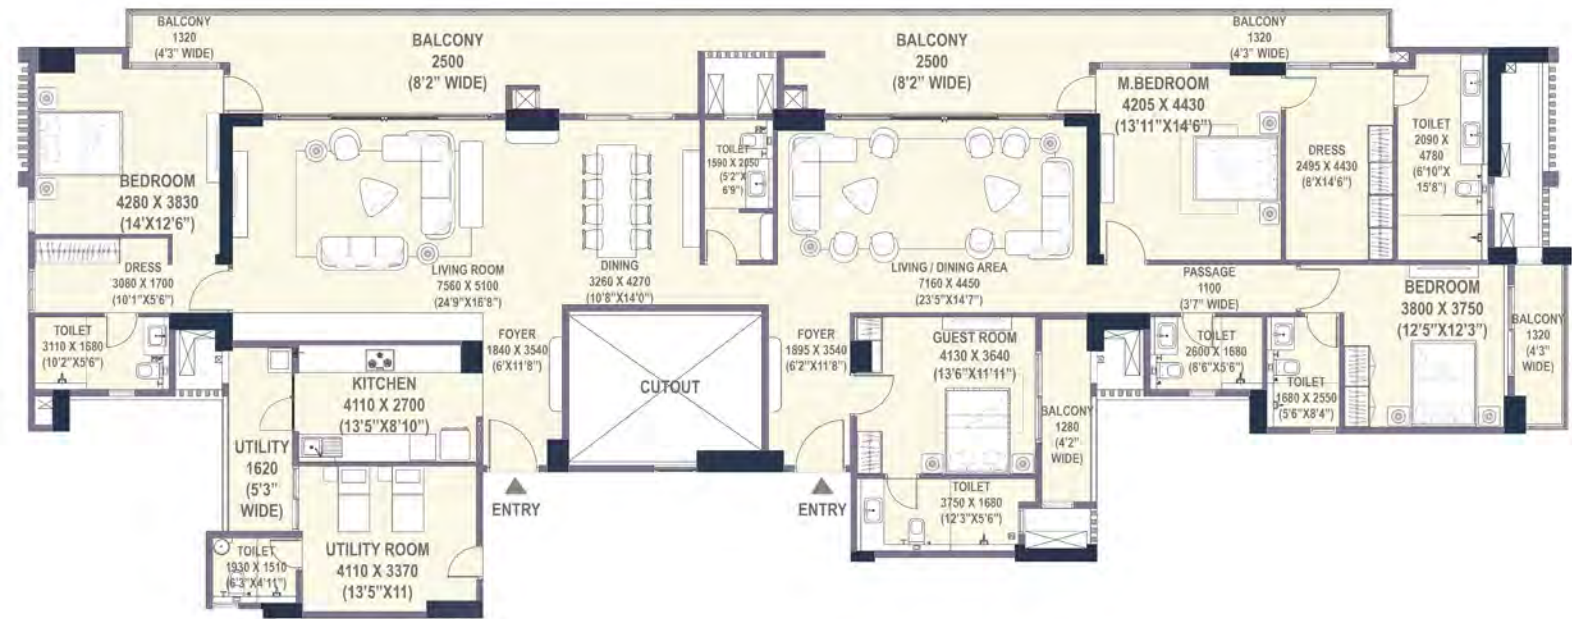 BALCONY
1320
(4'3" WIDE)
BALCONY
2500
(8'2" WIDE)
BALCONY
2500
(8'2" WIDE)
BALCONY
1320
(4'3" WIDE)
BEDROOM
4280 X 3830
(14'X12'6")
TOILET
1590 X 2050
(5'2"X
6'9")
M.BEDROOM
4205 X 4430
(13'11"X14'6")
DRESS
2495 X 4430
(8'X14'6")
TOILET
2090 X
4780
(6'10"X
15'8")
DRESS
3080 X 1700
(10'1"X5'6")
LIVING ROOM
7560 X 5100
(24'9"X16'8")
DINING
3260 X 4270
(10'8"X14'0")
LIVING / DINING AREA
7160 X 4450
(23'5"X14'7")
PASSAGE
1100
(3'7" WIDE)
BEDROOM
3800 X 3750
(12'5"X12'3")
BALCONY
1320
(4'3"
WIDE)
TOILET
3110 X 1680
(10'2"X5'6")
FOYER
1840 X 3540
(6'X11'8")
CUTOUT
FOYER
1895 X 3540
(6'2"X11'8")
GUEST ROOM
4130 X 3640
(13'6"X11'11")
TOILET
2600 X 1680
(8'6"X5'6")
TOILET
1680 X 2550
(5'6"X8'4")
KITCHEN
4110 X 2700
(13'5"X8'10")
BALCONY
1280
(4'2"
WIDE)
UTILITY
1620
(5'3"
WIDE)
ENTRY
ENTRY
TOILET
3750 X 1680
(12'3"X5'6")
TOILET
1930 X 1510
(6'3"X4'11")
UTILITY ROOM
4110 X 3370
(13'5"X11)